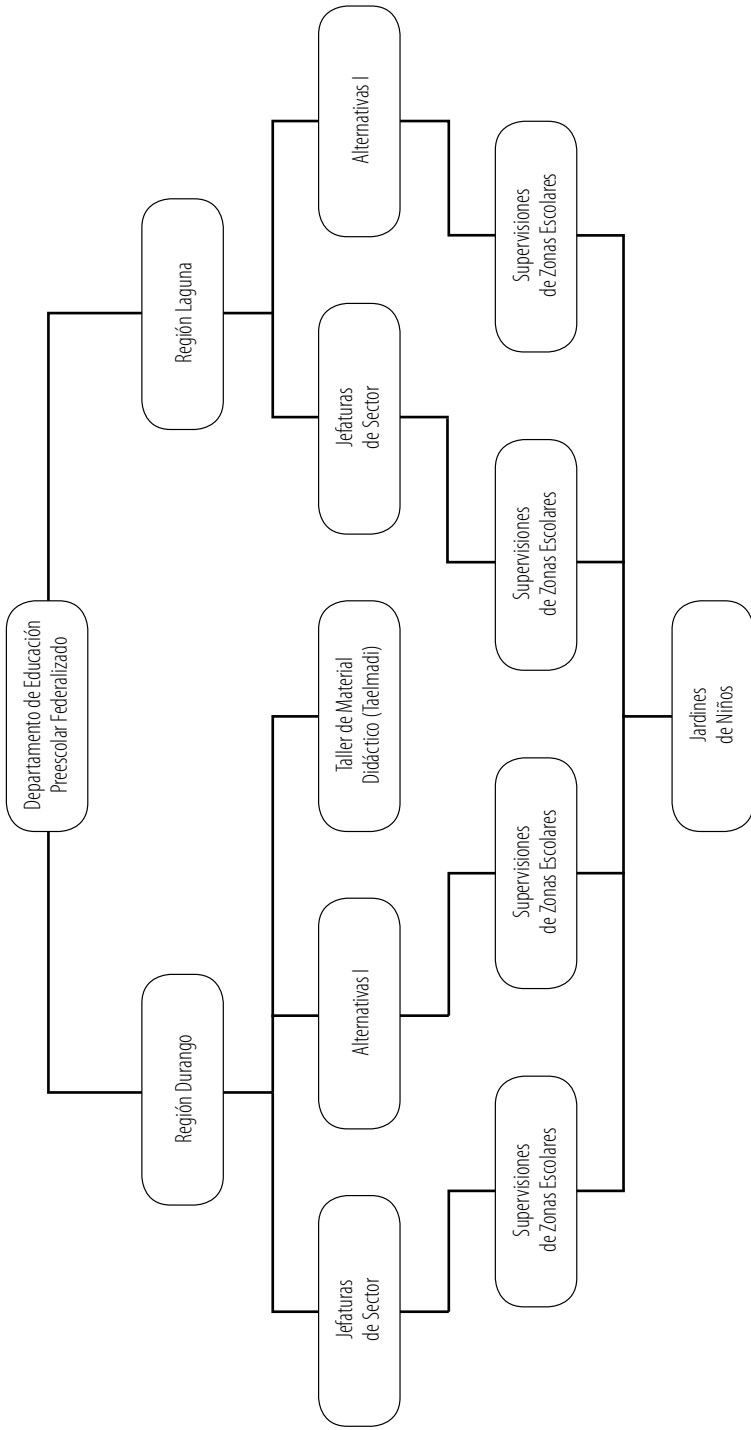 Departamento de Educación
Preescolar Federalizado
Región Durango
Región Laguna
Jefaturas
de Sector
Alternativas I
Taller de Material
Didáctico (Taelmadi)
Jefaturas
de Sector
Alternativas I
Supervisiones
de Zonas Escolares
Supervisiones
de Zonas Escolares
Supervisiones
de Zonas Escolares
Supervisiones
de Zonas Escolares
Jardines
de Niños